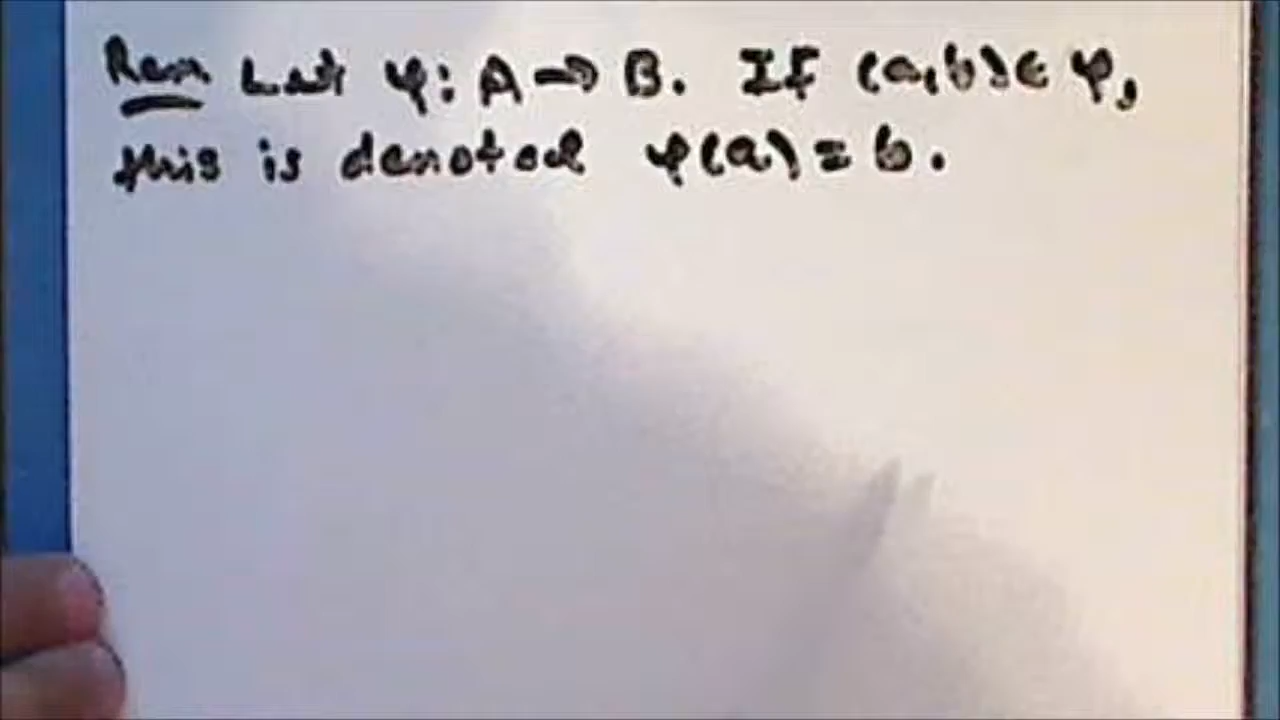 Rem Let φ: A → B. If (a,b) ∈ φ,
this is denoted φ(a) = b.